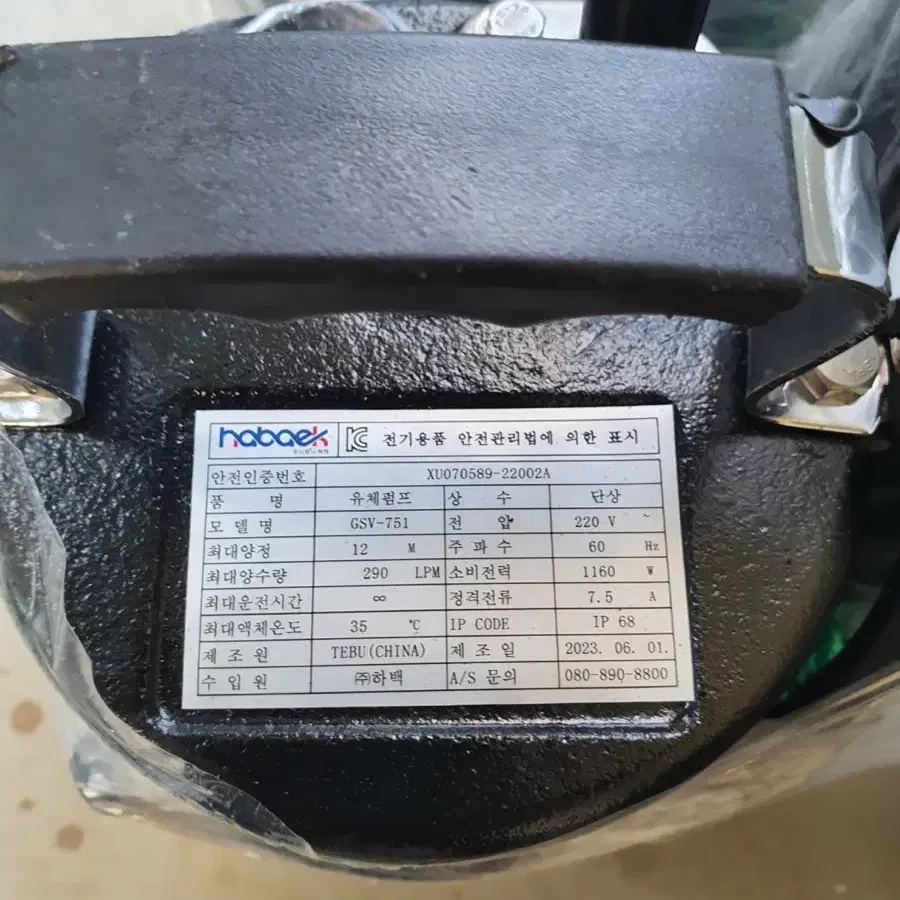 habaek
전기용품 안전관리법에 의한 표시
안전인증번호 XU070589-22002A
품 명 유체펌프 상 수 단상
모 델 명 GSV-751 전 압 220 V ~
최대양정 12 M 주 파 수 60 Hz
최대양수량 290 LPM 소비전력 1160 W
최대운전시간 ∞ 정격전류 7.5 A
최대액체온도 35 ℃ IP CODE IP 68
제 조 원 TEBU(CHINA) 제 조 일 2023. 06. 01.
수 입 원 ㈜하백 A/S 문의 080-890-8800